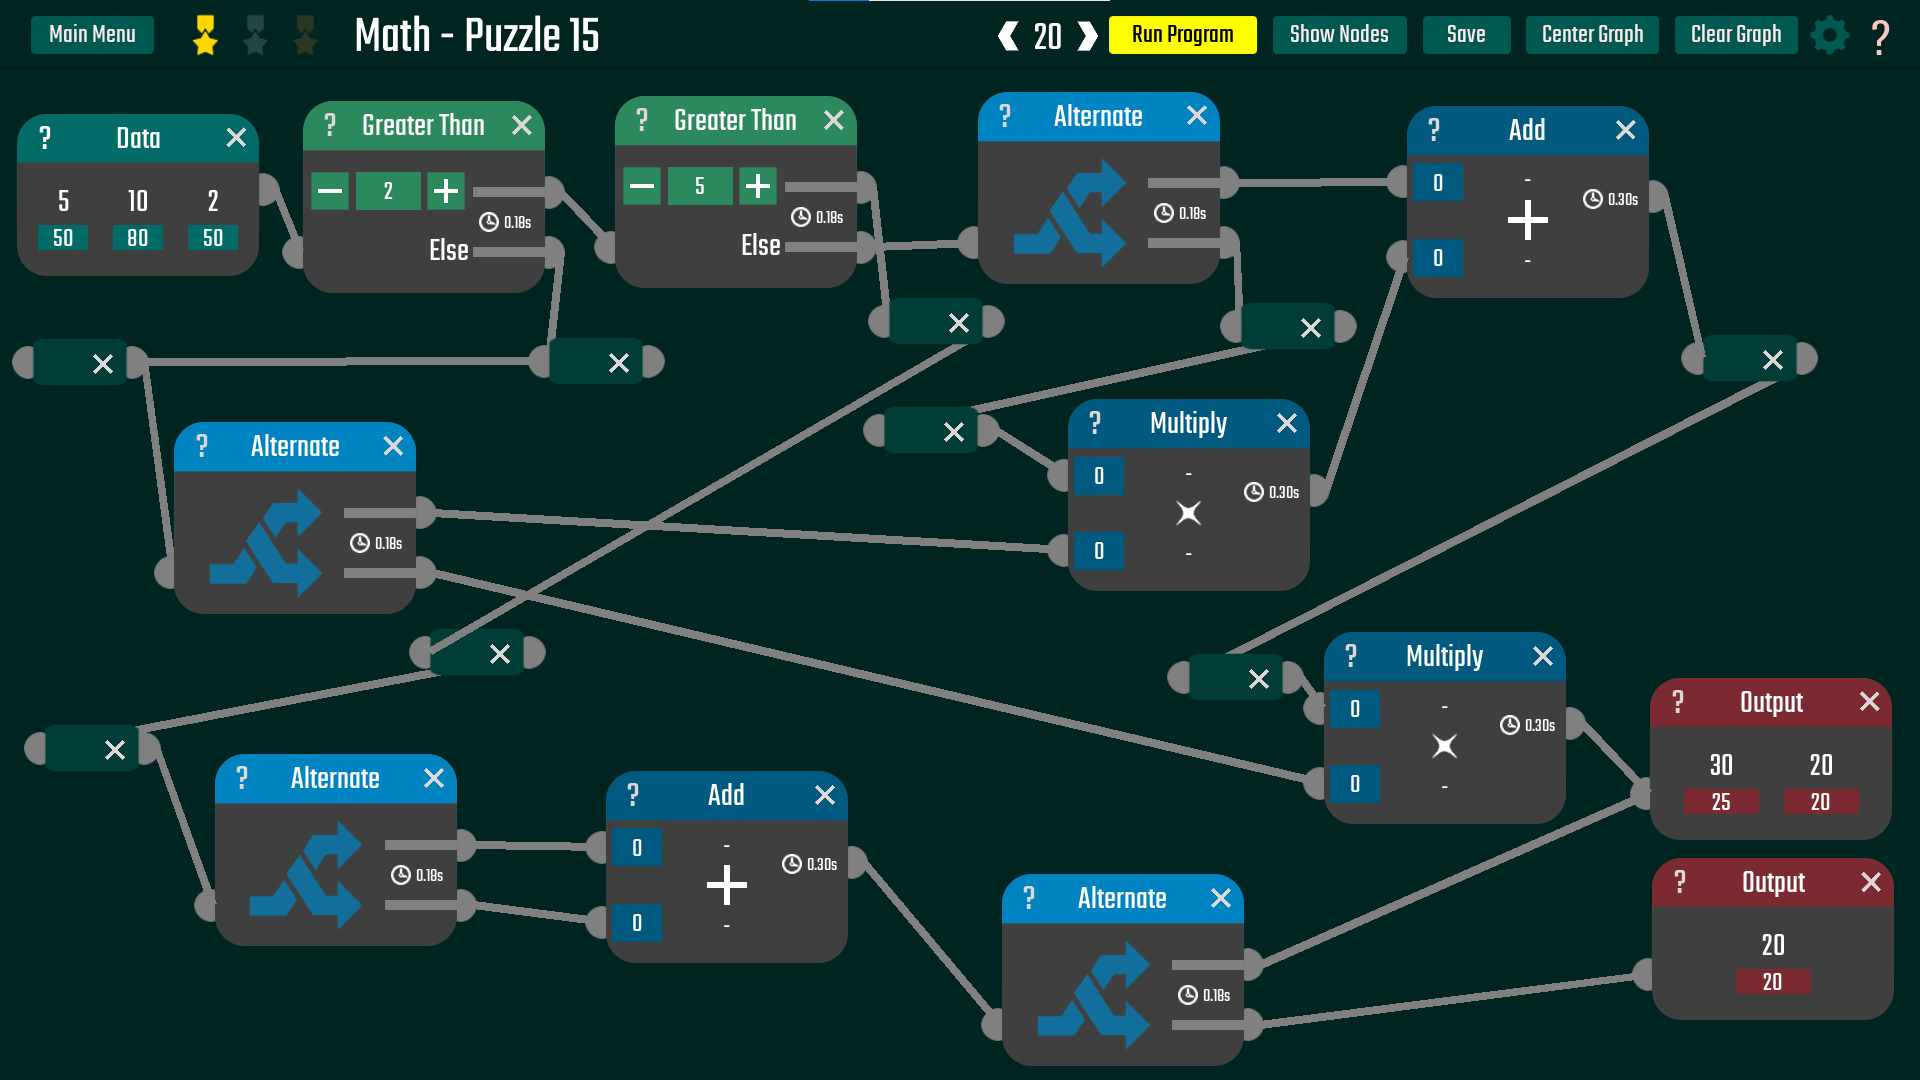 Main Menu
Math - Puzzle 15
20
Run Program
Show Nodes
Save
Center Graph
Clear Graph
?
? Data
5 10 2
50 80 50
? Greater Than
2
0.18s
Else
? Greater Than
5
0.18s
Else
? Alternate
0.18s
? Add
0 -
0.30s
0 -
? Alternate
0.18s
? Multiply
0 -
0.30s
0 -
? Multiply
0 -
0.30s
0 -
? Output
30 20
25 20
? Alternate
0.18s
? Add
0 -
0.30s
0 -
? Alternate
0.18s
? Output
20
20